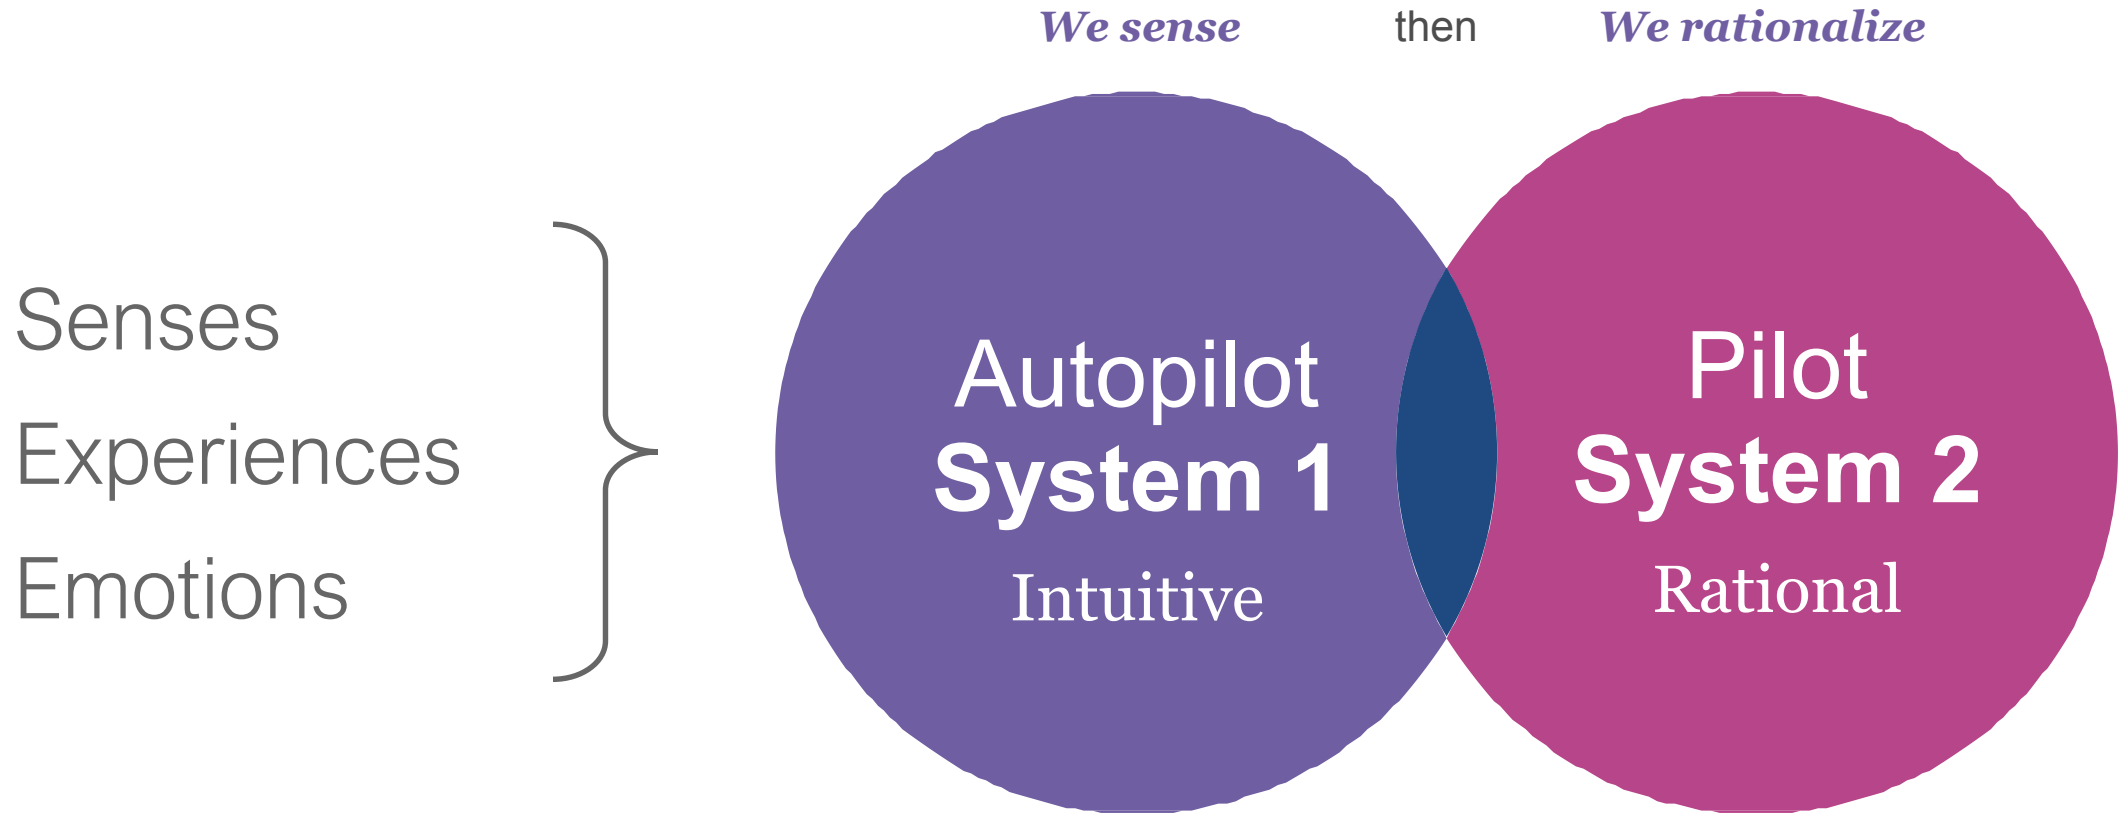 We sense then We rationalize
Senses
Experiences
Emotions
Autopilot
System 1
Intuitive
Pilot
System 2
Rational